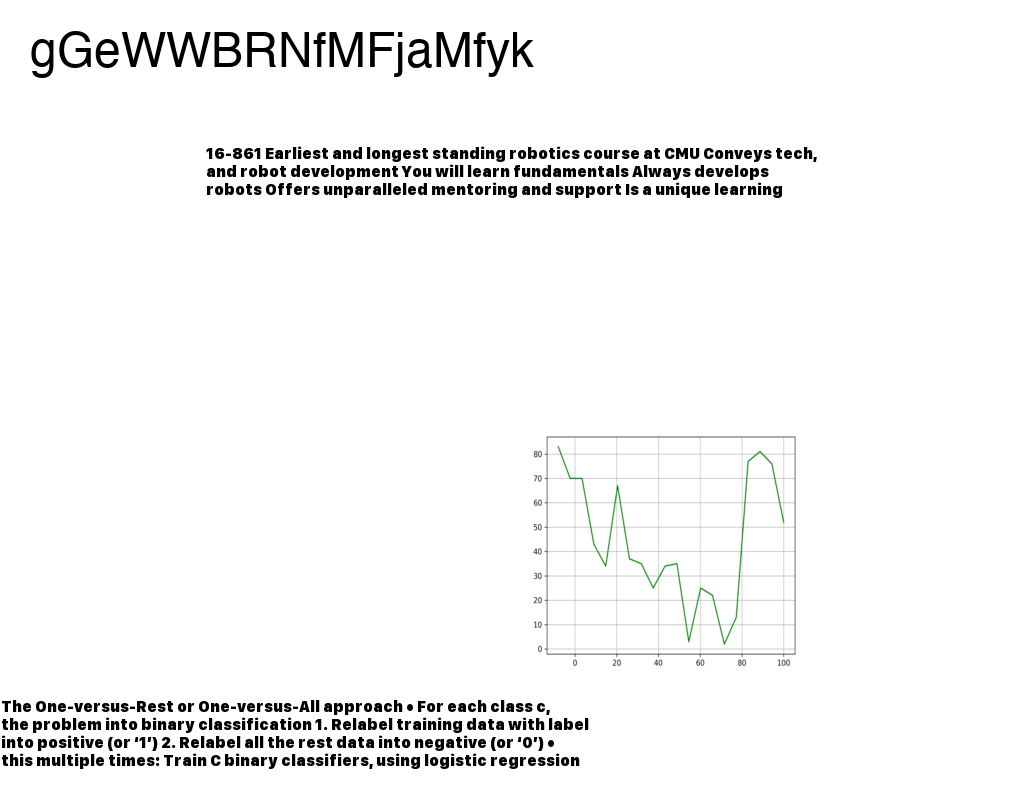 gGeWWBRNfMFjaMfyk
16-861 Earliest and longest standing robotics course at CMU Conveys tech,
and robot development You will learn fundamentals Always develops
robots Offers unparalleled mentoring and support Is a unique learning
80
70
60
50
40
30
20
10
0
0 20 40 60 80 100
The One-versus-Rest or One-versus-All approach • For each class c,
the problem into binary classification 1. Relabel training data with label
into positive (or ‘1’) 2. Relabel all the rest data into negative (or ‘0’) •
this multiple times: Train C binary classifiers, using logistic regression